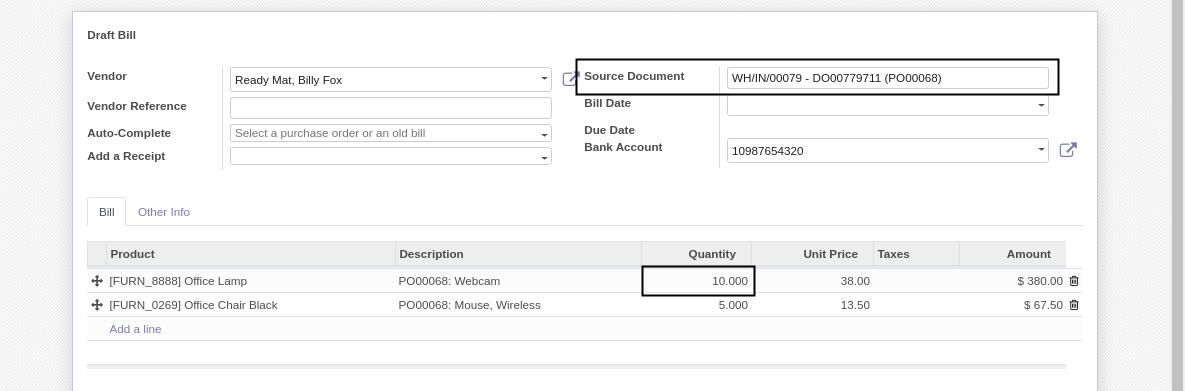 Draft Bill
Vendor Ready Mat, Billy Fox
Vendor Reference
Auto-Complete Select a purchase order or an old bill
Add a Receipt
Source Document WH/IN/00079 - DO00779711 (PO00068)
Bill Date
Due Date
Bank Account 10987654320
Bill Other Info
Product Description Quantity Unit Price Taxes Amount
[FURN_8888] Office Lamp PO00068: Webcam 10.000 38.00 $ 380.00
[FURN_0269] Office Chair Black PO00068: Mouse, Wireless 5.000 13.50 $ 67.50
Add a line